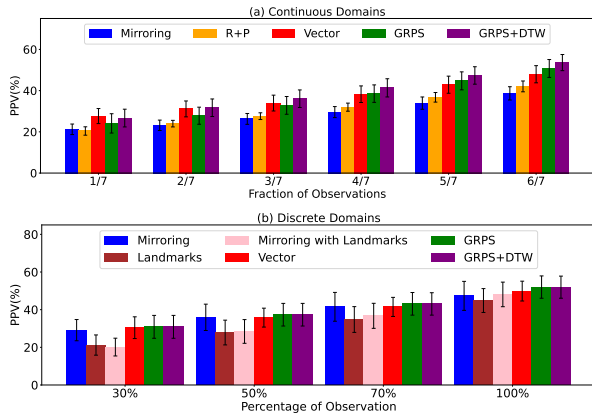 (a) Continuous Domains
Mirroring R+P Vector GRPS GRPS+DTW
PPV(%)
60
40
20
0
1/7 2/7 3/7 4/7 5/7 6/7
Fraction of Observations
(b) Discrete Domains
Mirroring Mirroring with Landmarks GRPS
Landmarks Vector GRPS+DTW
PPV(%)
80
60
40
20
0
30% 50% 70% 100%
Percentage of Observation